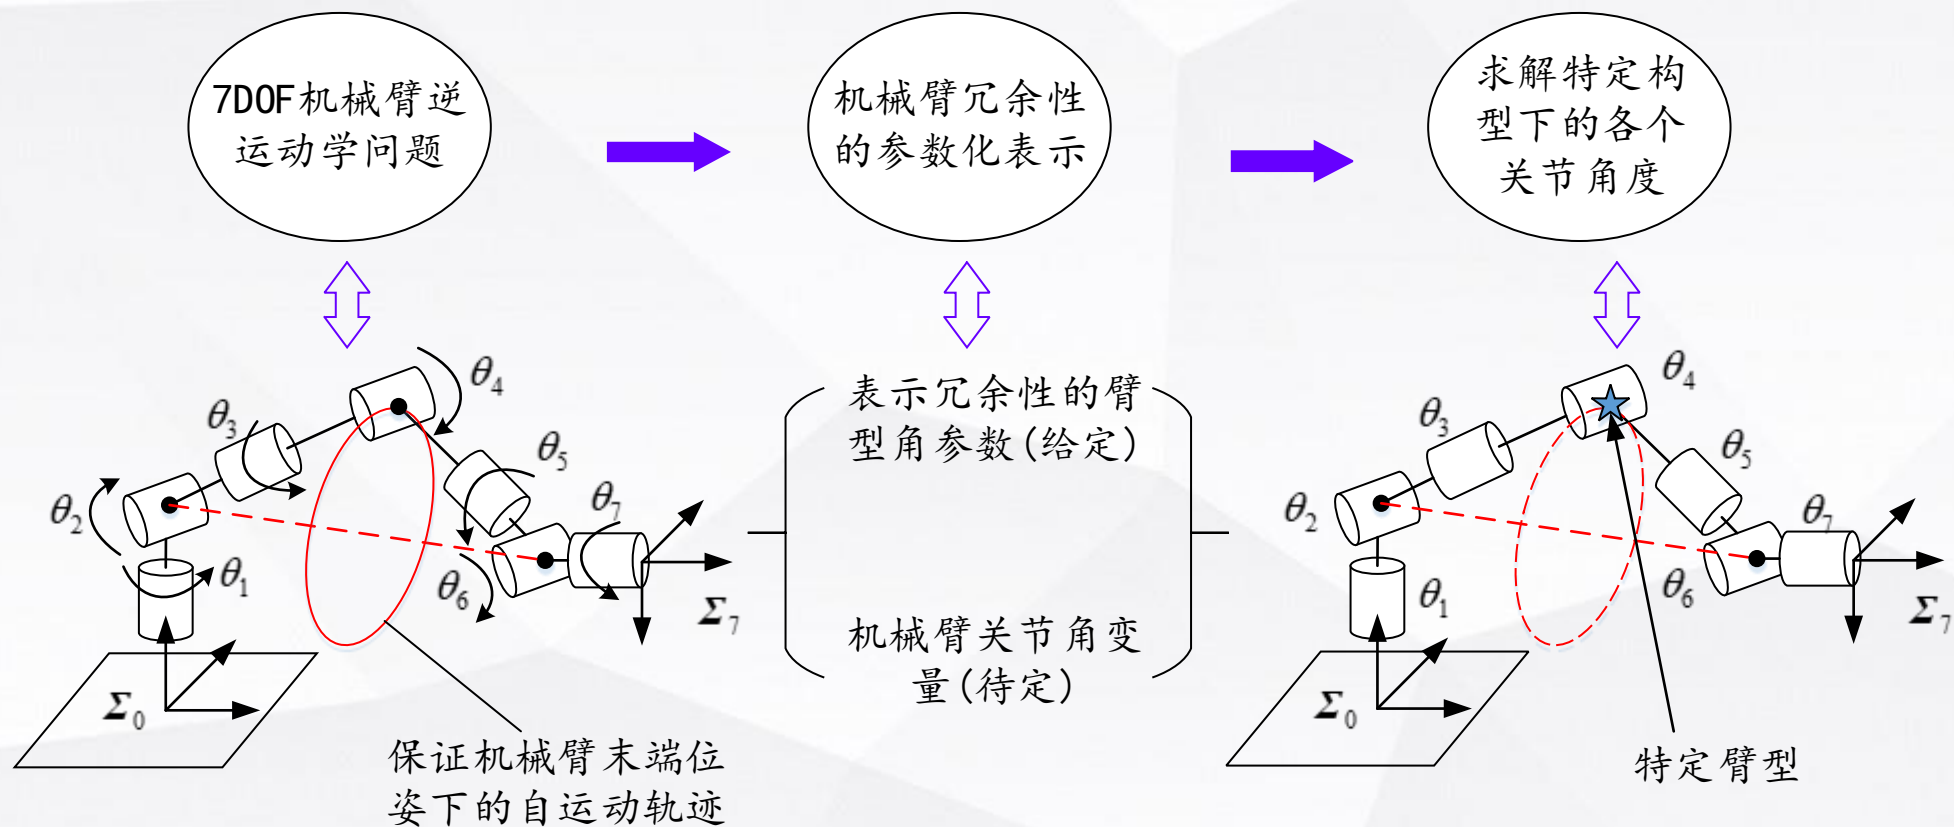 7DOF机械臂逆
运动学问题
机械臂冗余性
的参数化表示
求解特定构
型下的各个
关节角度
θ4
θ3
θ5
θ2
θ7
θ1
θ6
Σ7
Σ0
保证机械臂末端位
姿下的自运动轨迹
表示冗余性的臂
型角参数(给定)
机械臂关节角变
量(待定)
θ4
θ3
θ5
θ2
θ7
θ1
θ6
Σ7
Σ0
特定臂型